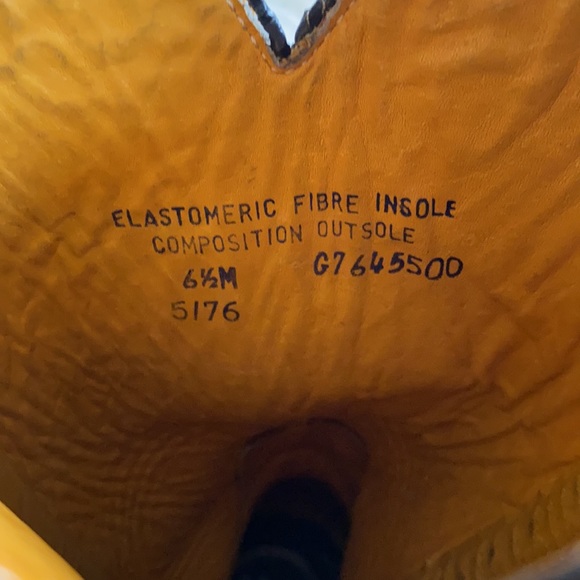 ELASTOMERIC FIBRE INSOLE
COMPOSITION OUTSOLE
6½M G7645500
5176